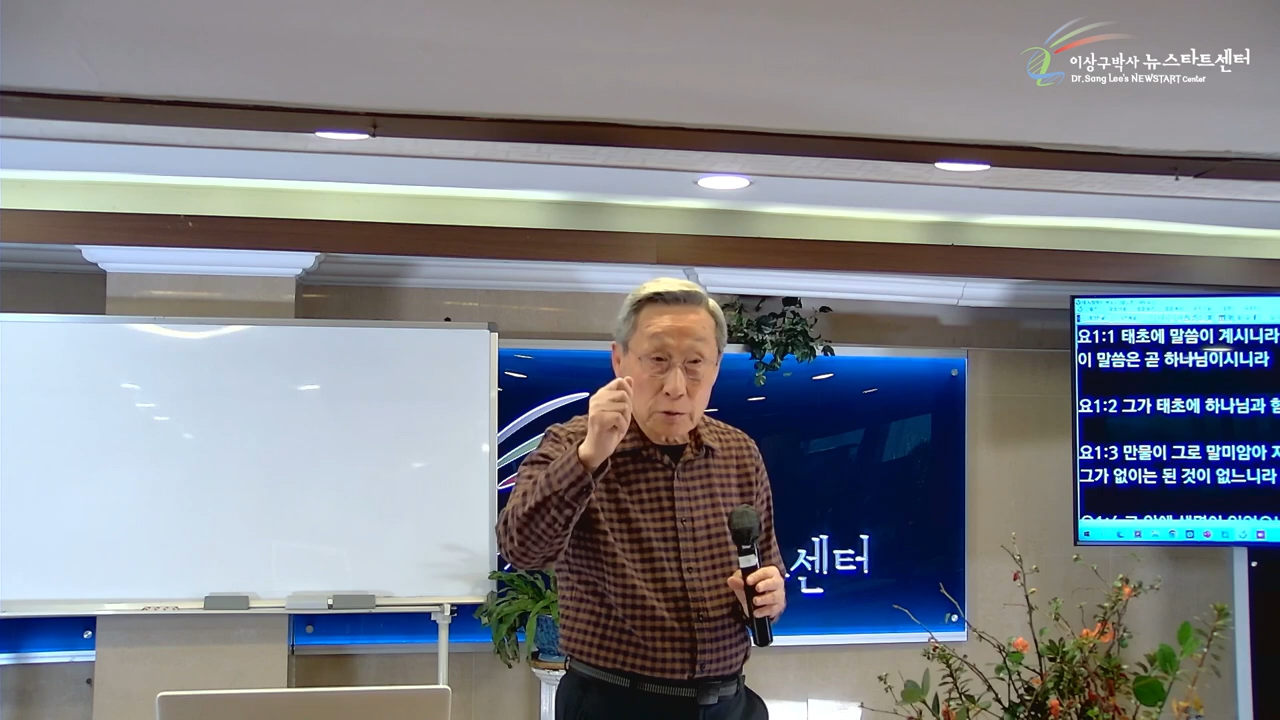 이상구박사 뉴스타트센터
Dr. Sang Lee's NEWSTART Center
요1:1 태초에 말씀이 계시니라
이 말씀은 곧 하나님이시니라
요1:2 그가 태초에 하나님과 함
요1:3 만물이 그로 말미암아 지
그가 없이는 된 것이 없느니라
센터